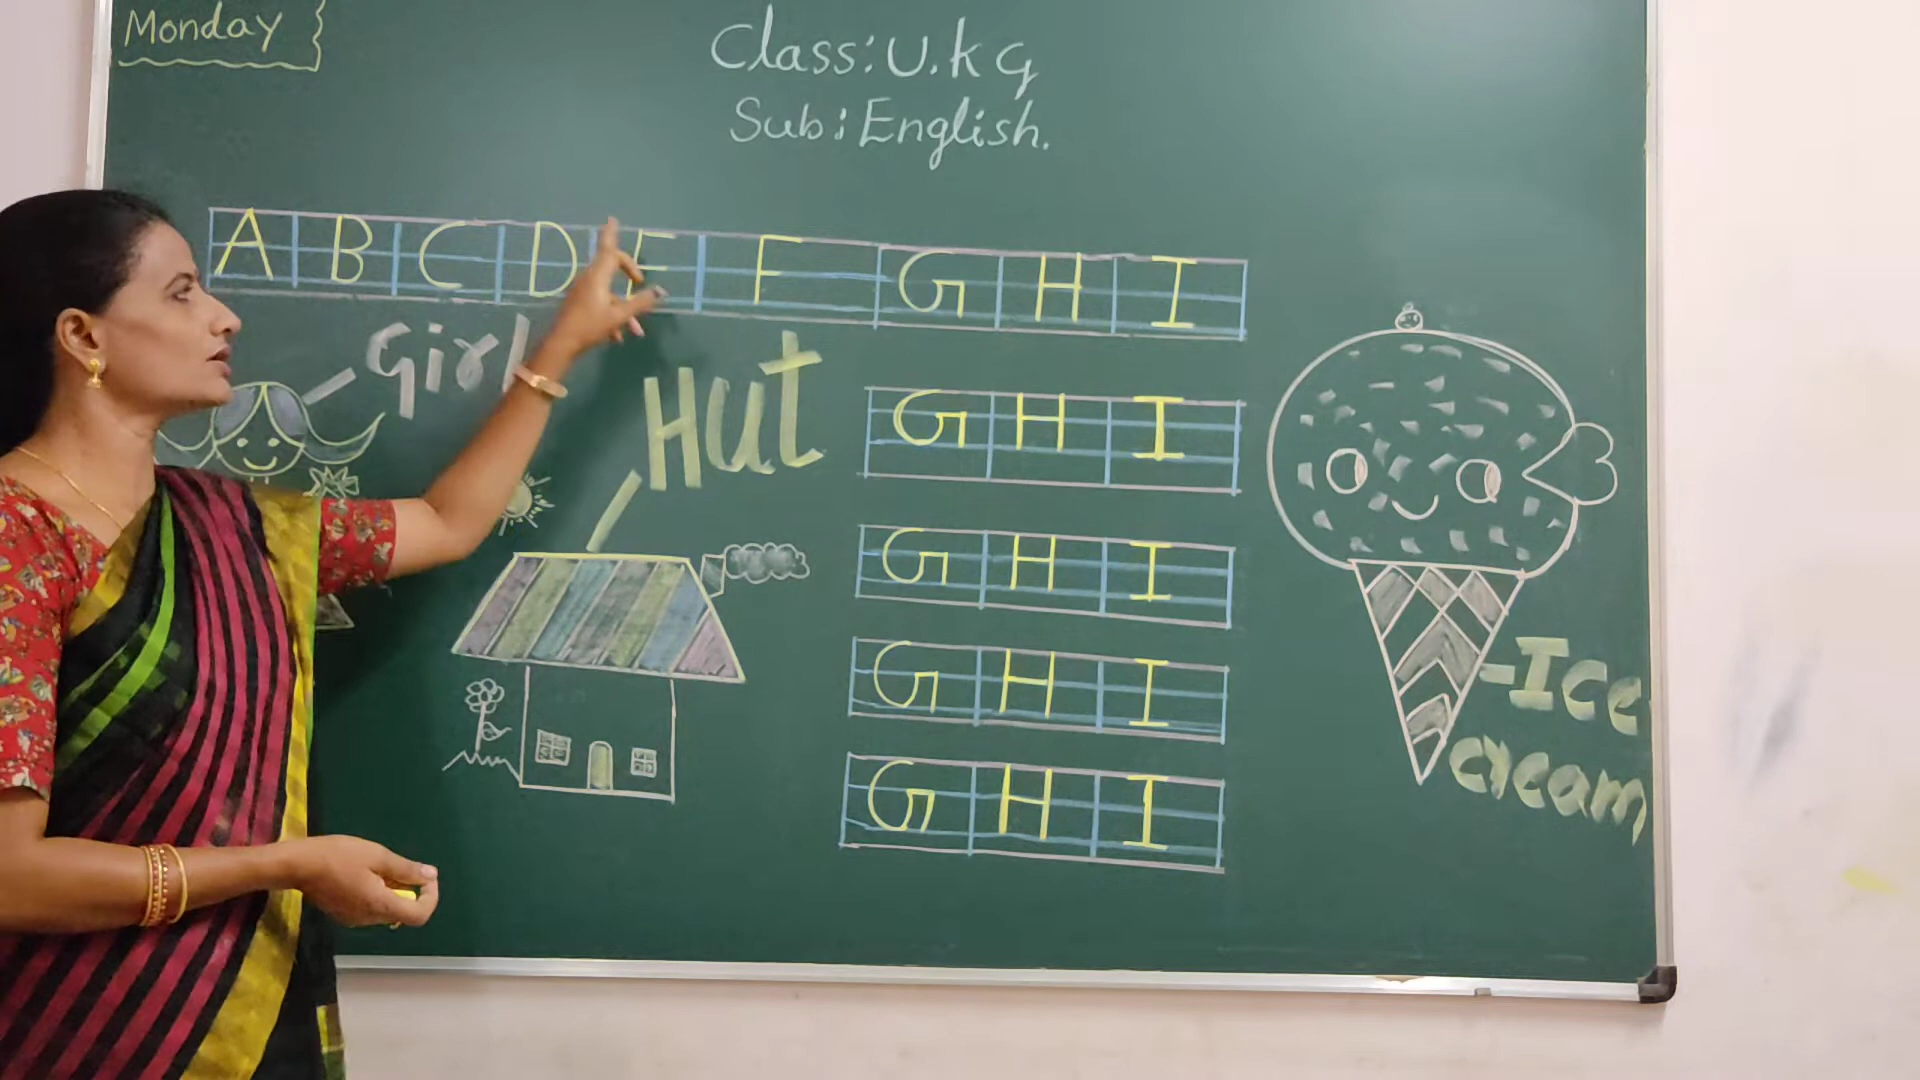 Monday
Class: U.K G
Sub: English.
A B C D E F G H I
Girl
Hut
G H I
G H I
G H I
G H I
-Ice
cream